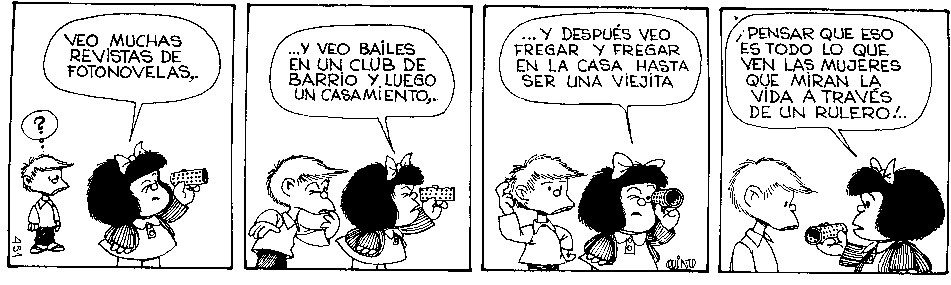 VEO MUCHAS
REVISTAS DE
FOTONOVELAS,..
?
451
...Y VEO BAILES
EN UN CLUB DE
BARRIO Y LUEGO
UN CASAMIENTO,..
...Y DESPUÉS VEO
FREGAR Y FREGAR
EN LA CASA HASTA
SER UNA VIEJITA
QUINO
¡PENSAR QUE ESO
ES TODO LO QUE
VEN LAS MUJERES
QUE MIRAN LA
VIDA A TRAVÉS
DE UN RULERO!..